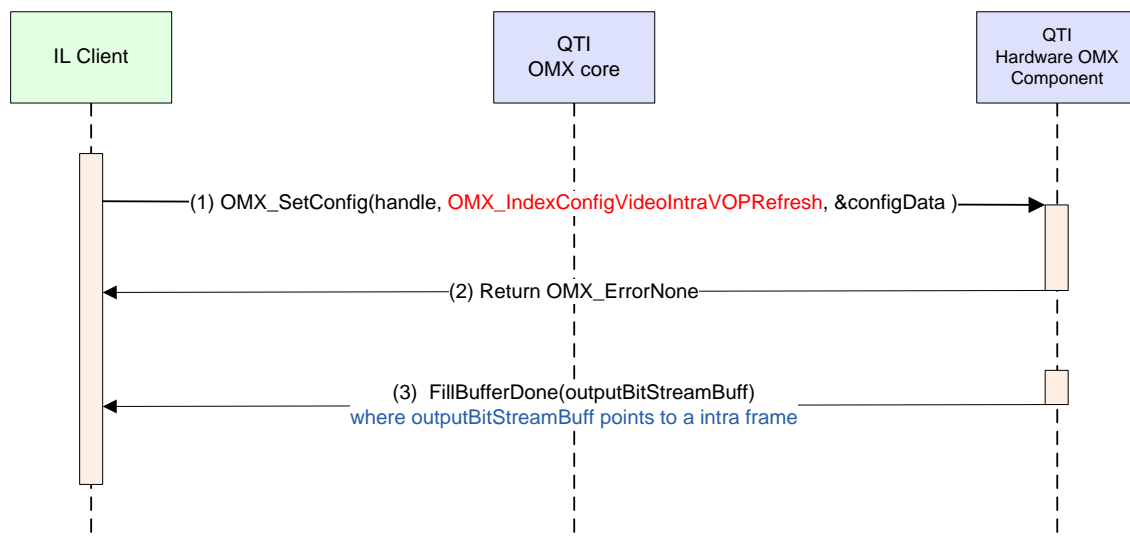 IL Client
QTI
OMX core
QTI
Hardware OMX
Component
(1) OMX_SetConfig(handle, OMX_IndexConfigVideoIntraVOPRefresh, &configData )
(2) Return OMX_ErrorNone
(3)  FillBufferDone(outputBitStreamBuff)
where outputBitStreamBuff points to a intra frame